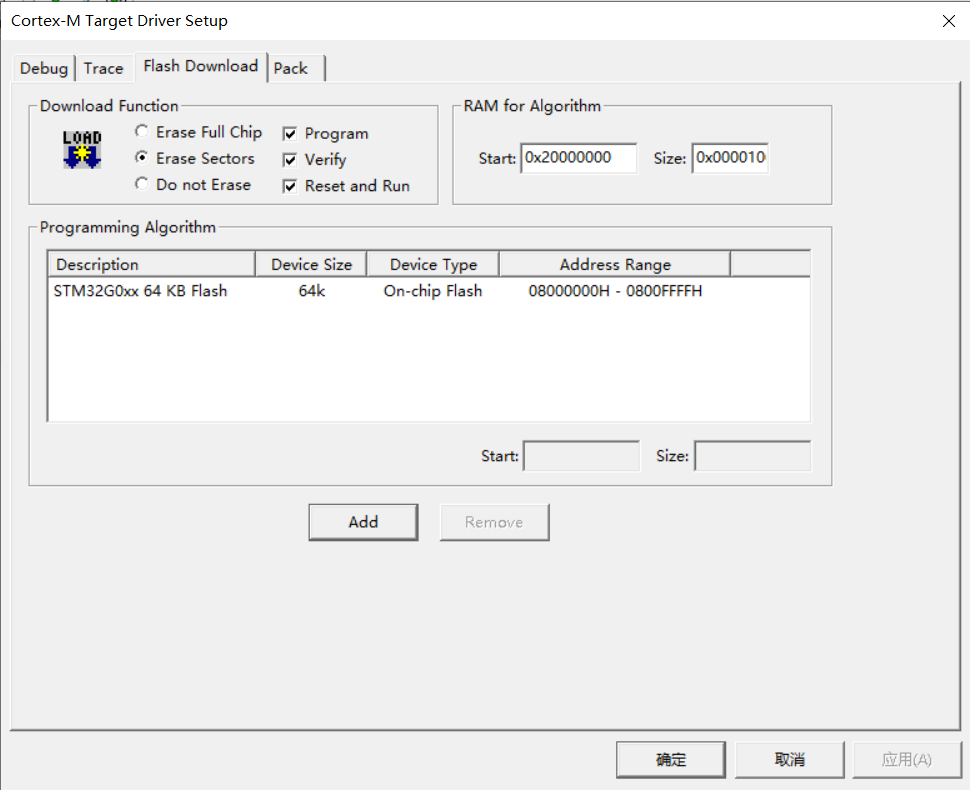 Cortex-M Target Driver Setup
Debug Trace Flash Download Pack
Download Function
LOAD
Erase Full Chip
Erase Sectors
Do not Erase
Program
Verify
Reset and Run
RAM for Algorithm
Start: 0x20000000 Size: 0x000010
Programming Algorithm
Description Device Size Device Type Address Range
STM32G0xx 64 KB Flash 64k On-chip Flash 08000000H - 0800FFFFH
Start: Size:
Add Remove
确定 取消 应用(A)